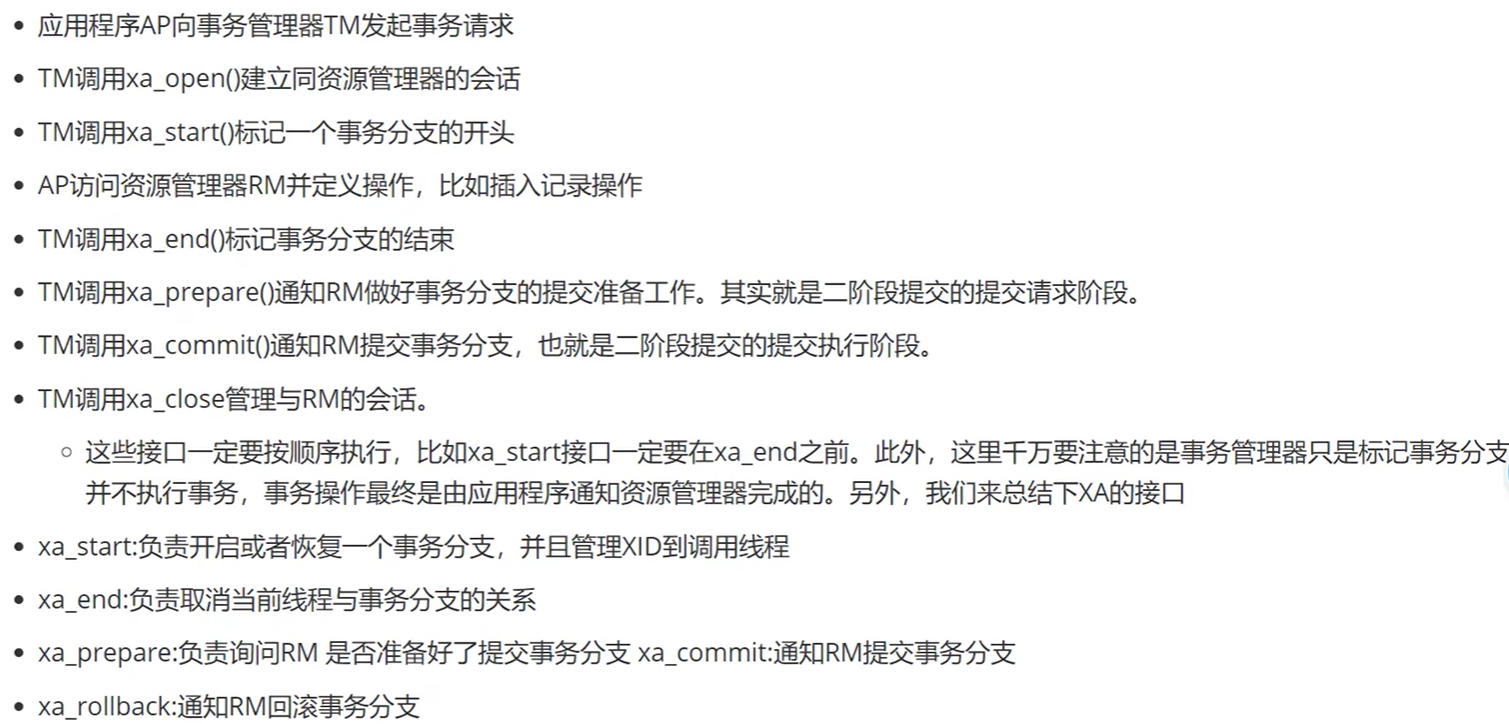 应用程序AP向事务管理器TM发起事务请求
TM调用xa_open()建立同资源管理器的会话
TM调用xa_start()标记一个事务分支的开头
AP访问资源管理器RM并定义操作，比如插入记录操作
TM调用xa_end()标记事务分支的结束
TM调用xa_prepare()通知RM做好事务分支的提交准备工作。其实就是二阶段提交的提交请求阶段。
TM调用xa_commit()通知RM提交事务分支，也就是二阶段提交的提交执行阶段。
TM调用xa_close管理与RM的会话。
这些接口一定要按顺序执行，比如xa_start接口一定要在xa_end之前。此外，这里千万要注意的是事务管理器只是标记事务分支
并不执行事务，事务操作最终是由应用程序通知资源管理器完成的。另外，我们来总结下XA的接口
xa_start:负责开启或者恢复一个事务分支，并且管理XID到调用线程
xa_end:负责取消当前线程与事务分支的关系
xa_prepare:负责询问RM 是否准备好了提交事务分支 xa_commit:通知RM提交事务分支
xa_rollback:通知RM回滚事务分支